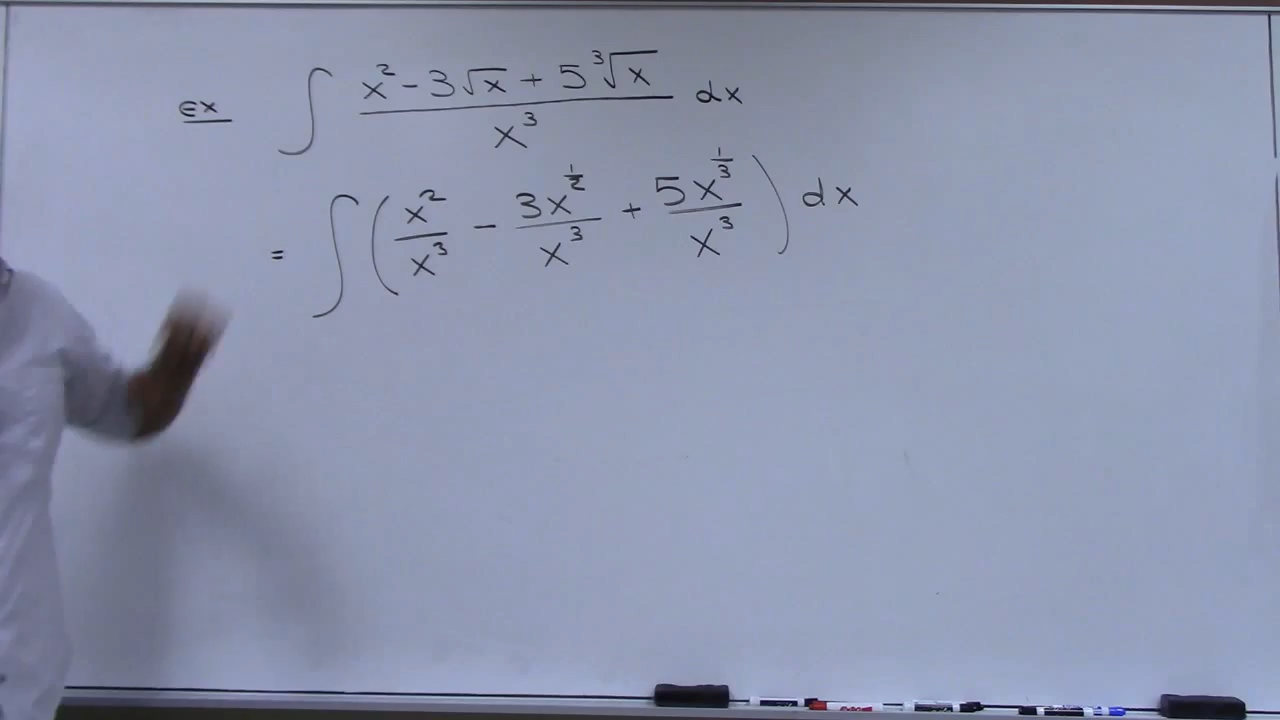 ex ∫ (x² - 3√x + 5∛x)/x³ dx
= ∫ (x²/x³ - 3x^(1/2)/x³ + 5x^(1/3)/x³) dx